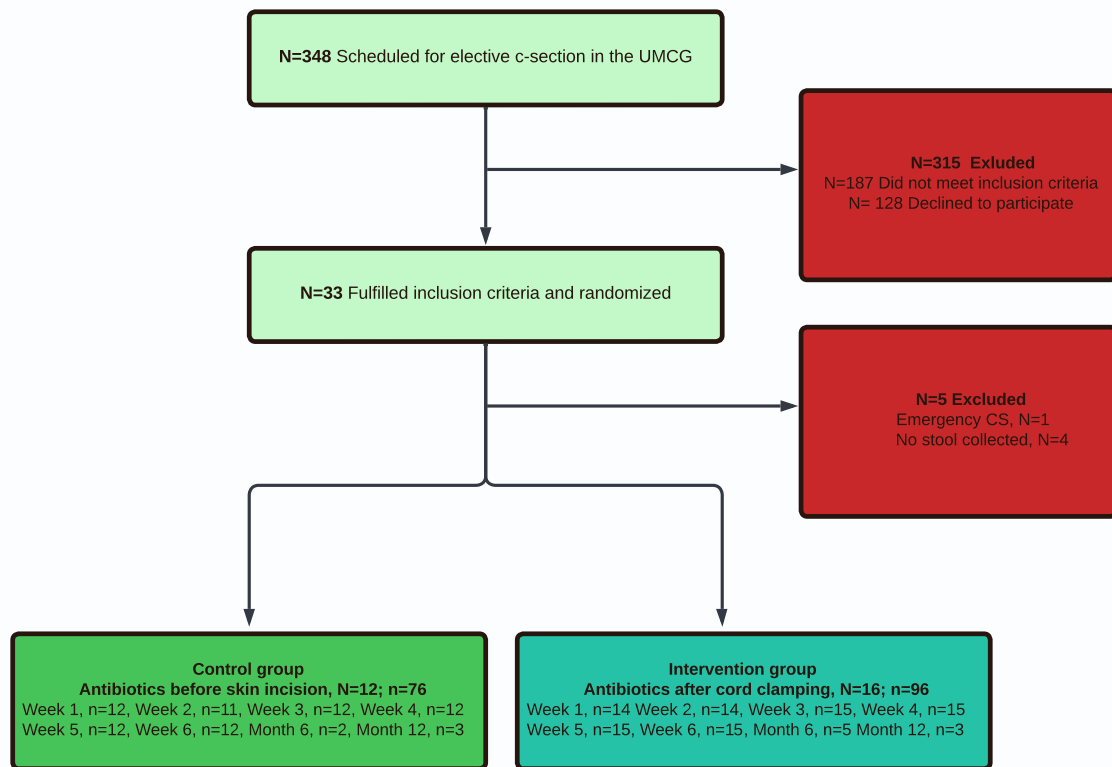 N=348 Scheduled for elective c-section in the UMCG
N=315 Exluded
N=187 Did not meet inclusion criteria
N= 128 Declined to participate
N=33 Fulfilled inclusion criteria and randomized
N=5 Excluded
Emergency CS, N=1
No stool collected, N=4
Control group
Antibiotics before skin incision, N=12; n=76
Week 1, n=12, Week 2, n=11, Week 3, n=12, Week 4, n=12
Week 5, n=12, Week 6, n=12, Month 6, n=2, Month 12, n=3
Intervention group
Antibiotics after cord clamping, N=16; n=96
Week 1, n=14 Week 2, n=14, Week 3, n=15, Week 4, n=15
Week 5, n=15, Week 6, n=15, Month 6, n=5 Month 12, n=3